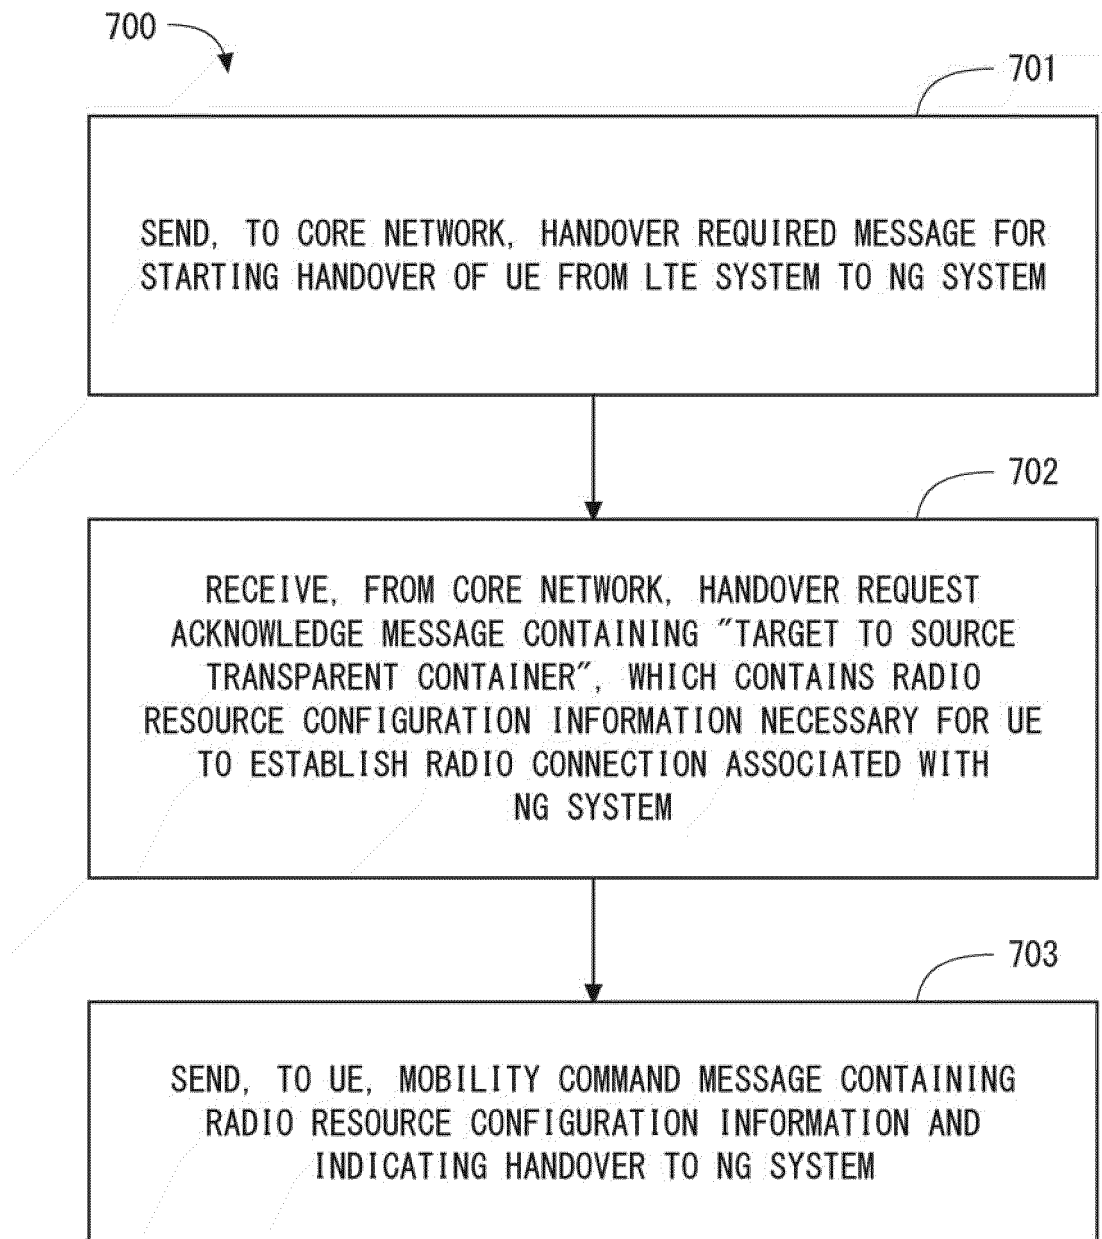 700
701
SEND, TO CORE NETWORK, HANDOVER REQUIRED MESSAGE FOR
STARTING HANDOVER OF UE FROM LTE SYSTEM TO NG SYSTEM
702
RECEIVE, FROM CORE NETWORK, HANDOVER REQUEST
ACKNOWLEDGE MESSAGE CONTAINING "TARGET TO SOURCE
TRANSPARENT CONTAINER", WHICH CONTAINS RADIO
RESOURCE CONFIGURATION INFORMATION NECESSARY FOR UE
TO ESTABLISH RADIO CONNECTION ASSOCIATED WITH
NG SYSTEM
703
SEND, TO UE, MOBILITY COMMAND MESSAGE CONTAINING
RADIO RESOURCE CONFIGURATION INFORMATION AND
INDICATING HANDOVER TO NG SYSTEM